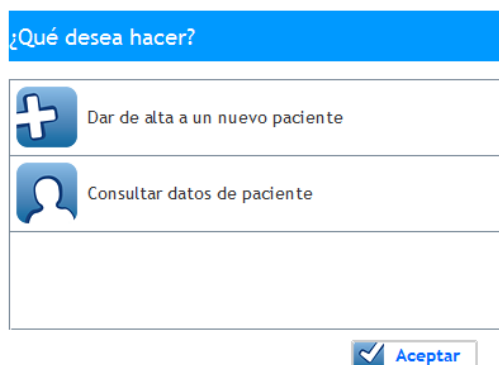 ¿Qué desea hacer?
Dar de alta a un nuevo paciente
Consultar datos de paciente
Aceptar